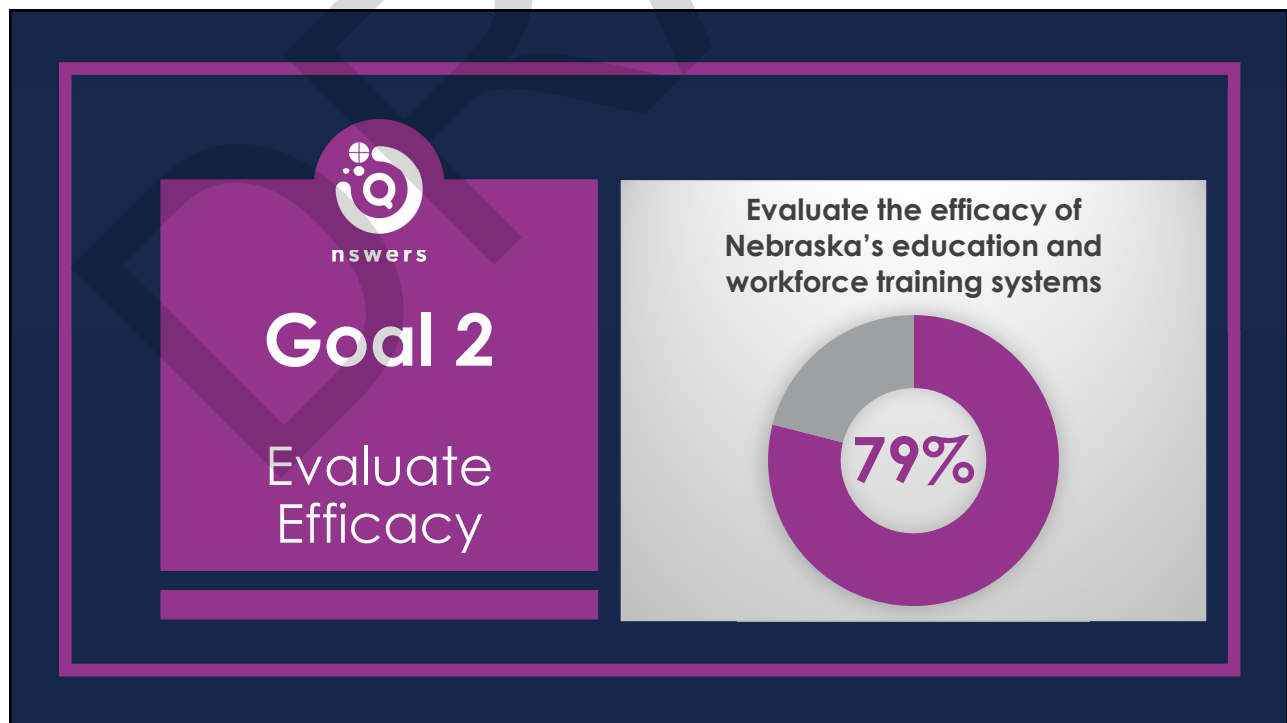 nswers
Goal 2
Evaluate
Efficacy
Evaluate the efficacy of
Nebraska’s education and
workforce training systems
79%